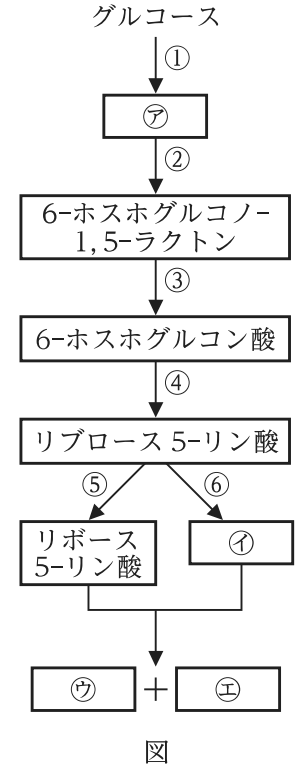 グルコース
①
㋐
②
6-ホスホグルコノ-
1,5-ラクトン
③
6-ホスホグルコン酸
④
リブロース 5-リン酸
⑤ ⑥
リボース
5-リン酸
㋑
㋒ + ㋓
図